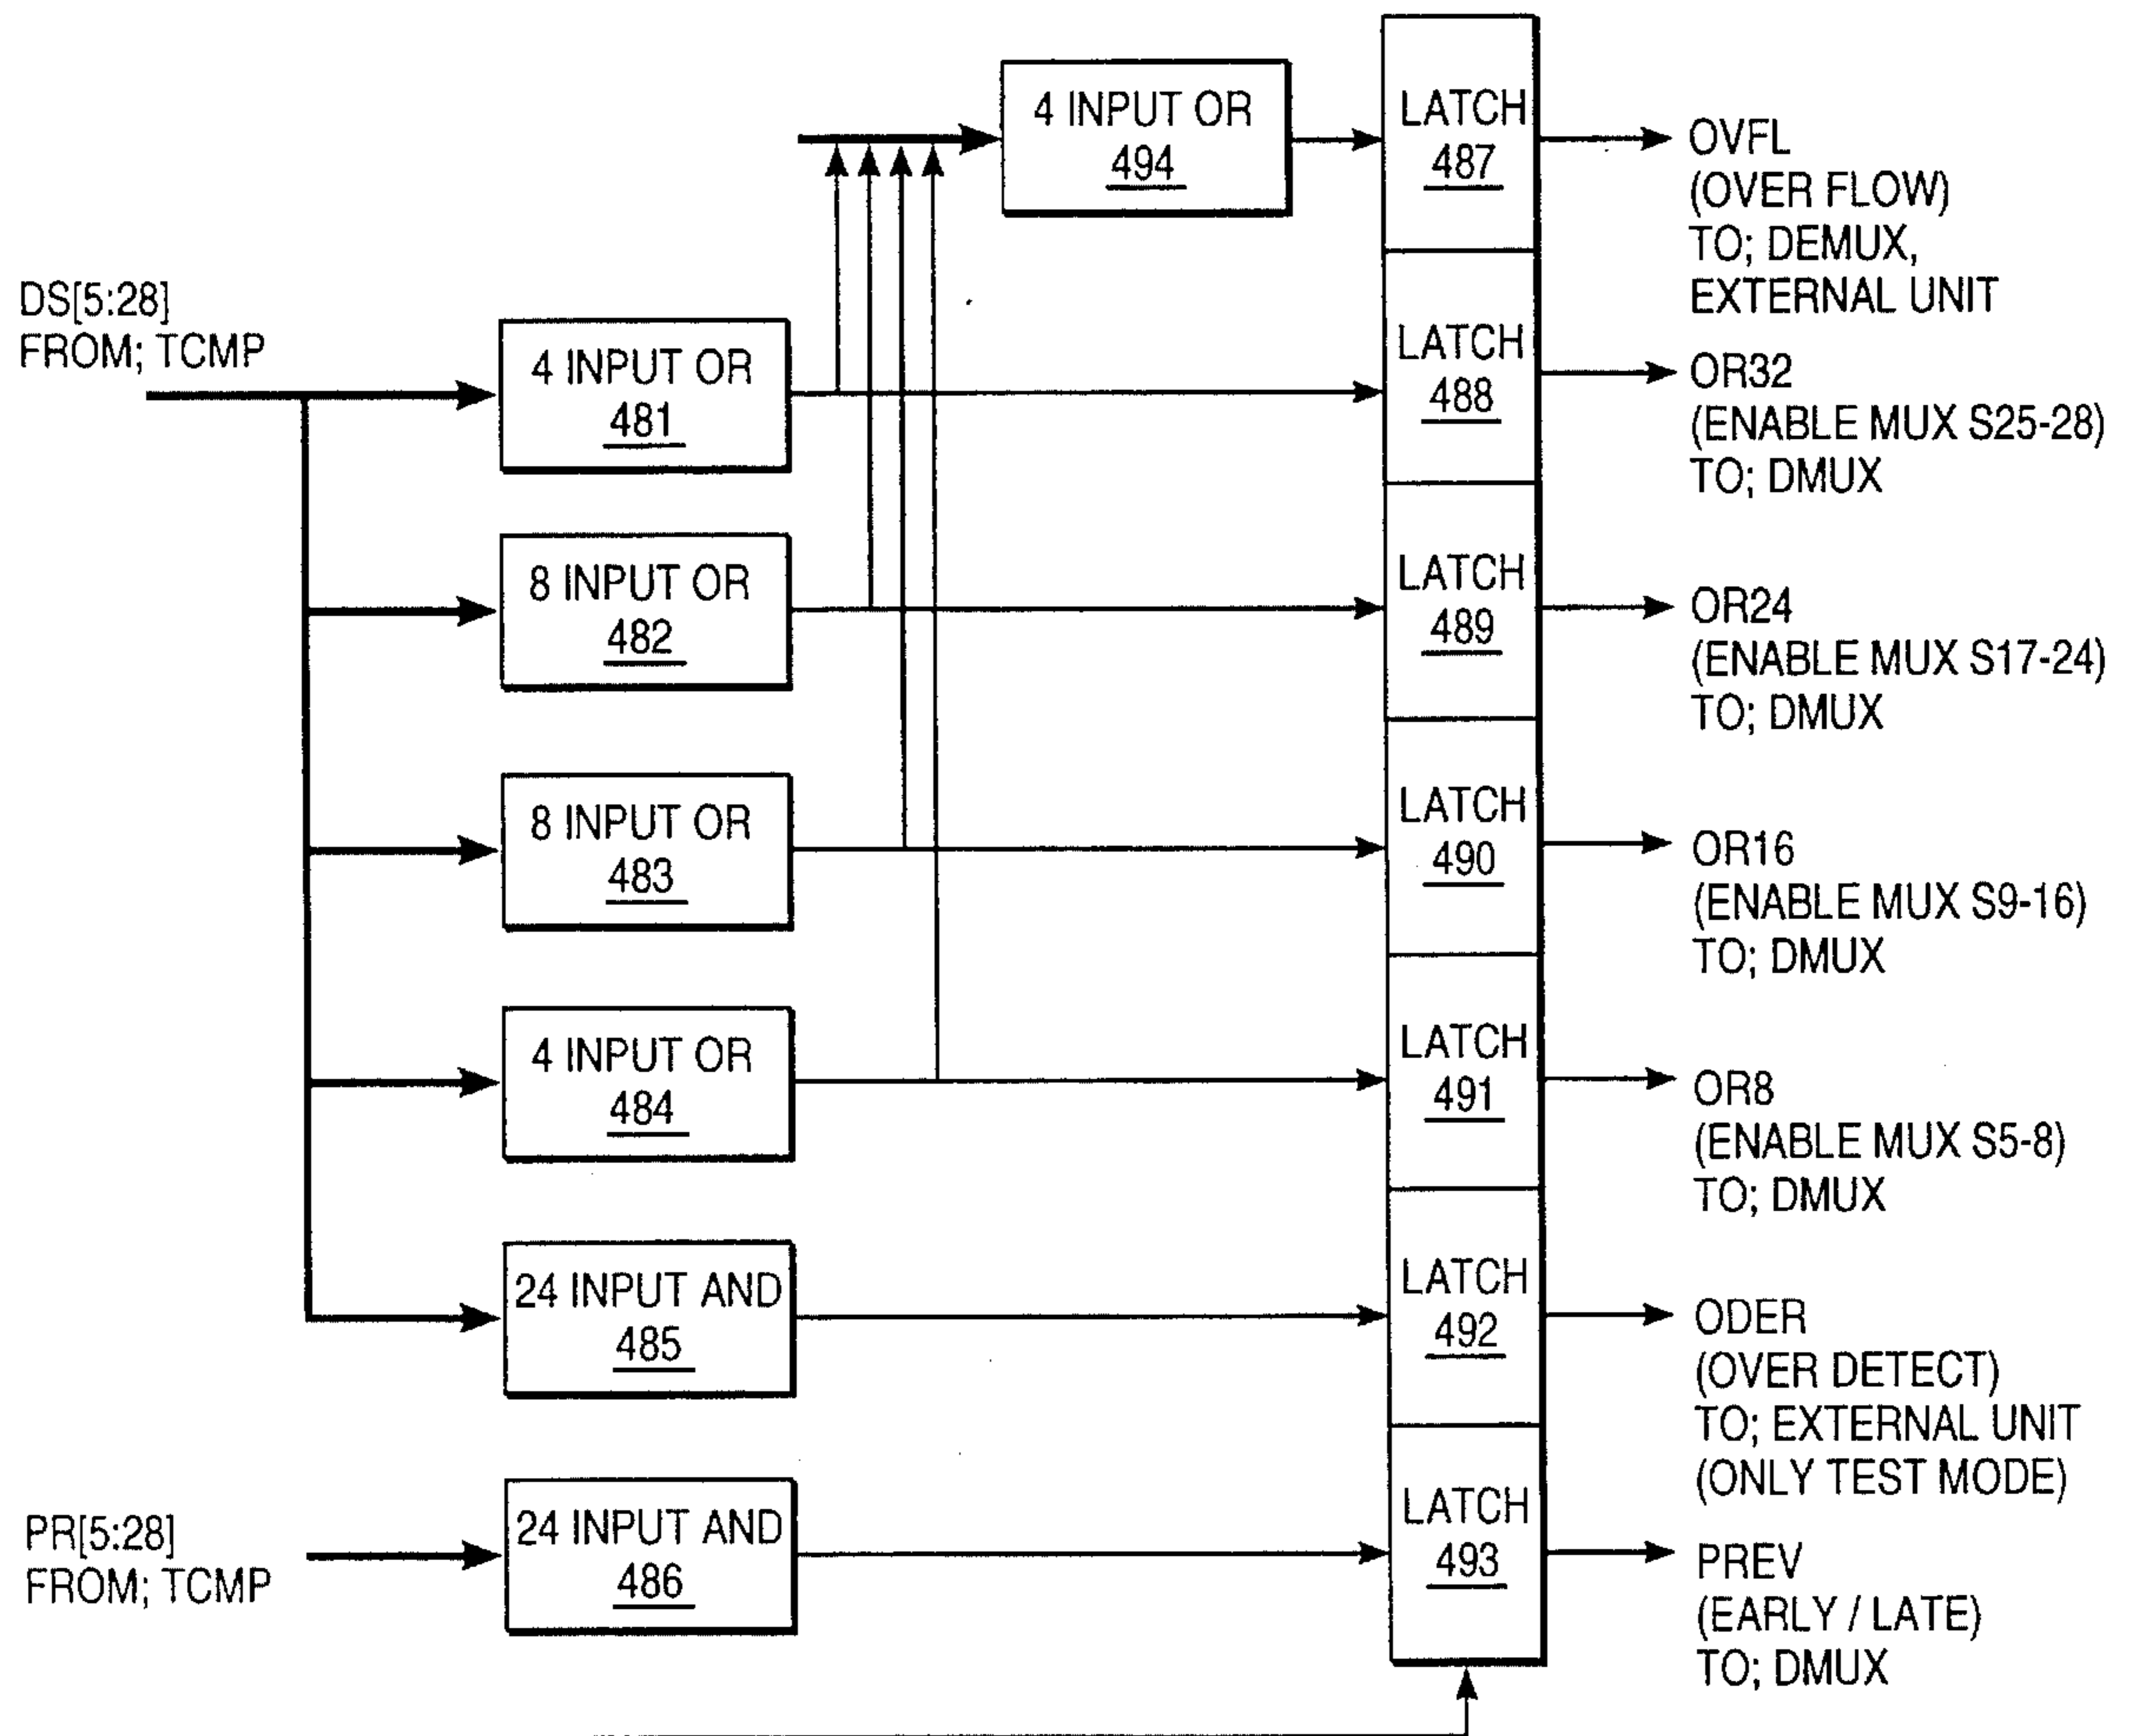 4 INPUT OR
494
LATCH
487
OVFL
(OVER FLOW)
TO; DEMUX,
EXTERNAL UNIT
DS[5:28]
FROM; TCMP
4 INPUT OR
481
LATCH
488
OR32
(ENABLE MUX S25-28)
TO; DMUX
8 INPUT OR
482
LATCH
489
OR24
(ENABLE MUX S17-24)
TO; DMUX
8 INPUT OR
483
LATCH
490
OR16
(ENABLE MUX S9-16)
TO; DMUX
4 INPUT OR
484
LATCH
491
OR8
(ENABLE MUX S5-8)
TO; DMUX
24 INPUT AND
485
LATCH
492
ODER
(OVER DETECT)
TO; EXTERNAL UNIT
(ONLY TEST MODE)
PR[5:28]
FROM; TCMP
24 INPUT AND
486
LATCH
493
PREV
(EARLY / LATE)
TO; DMUX